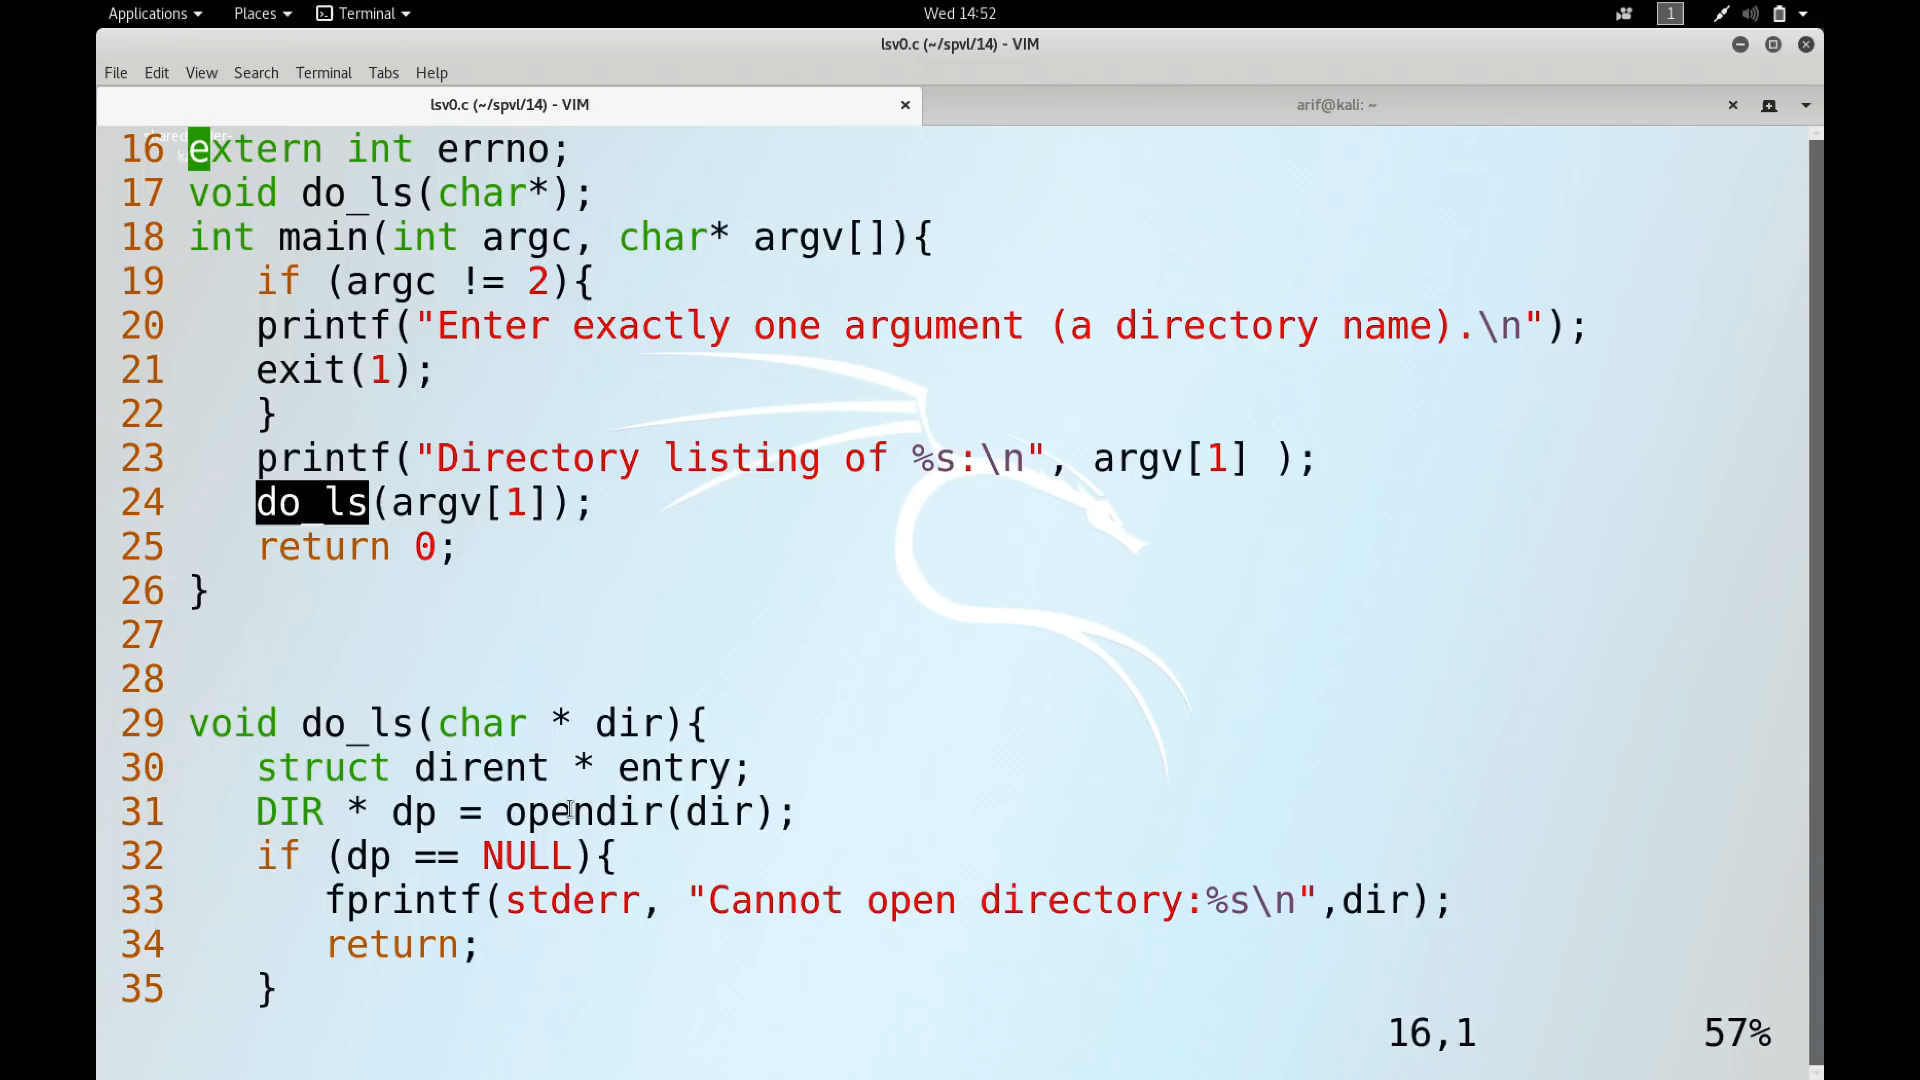 Applications Places Terminal Wed 14:52 1
lsv0.c (~/spvl/14) - VIM
File Edit View Search Terminal Tabs Help
lsv0.c (~/spvl/14) - VIM arif@kali: ~
16 extern int errno;
17 void do_ls(char*);
18 int main(int argc, char* argv[]){
19 if (argc != 2){
20 printf("Enter exactly one argument (a directory name).\n");
21 exit(1);
22 }
23 printf("Directory listing of %s:\n", argv[1] );
24 do_ls(argv[1]);
25 return 0;
26 }
27
28
29 void do_ls(char * dir){
30 struct dirent * entry;
31 DIR * dp = opendir(dir);
32 if (dp == NULL){
33 fprintf(stderr, "Cannot open directory:%s\n",dir);
34 return;
35 }
16,1 57%